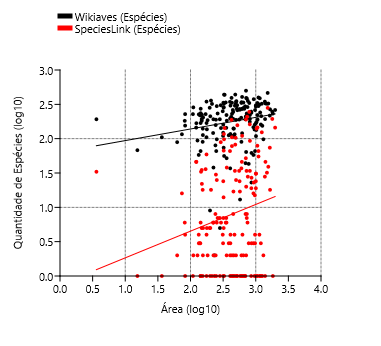 Wikiaves (Espécies)
SpeciesLink (Espécies)
Quantidade de Espécies (log10)
3.0
2.5
2.0
1.5
1.0
0.5
0.0
0.0 0.5 1.0 1.5 2.0 2.5 3.0 3.5 4.0
Área (log10)